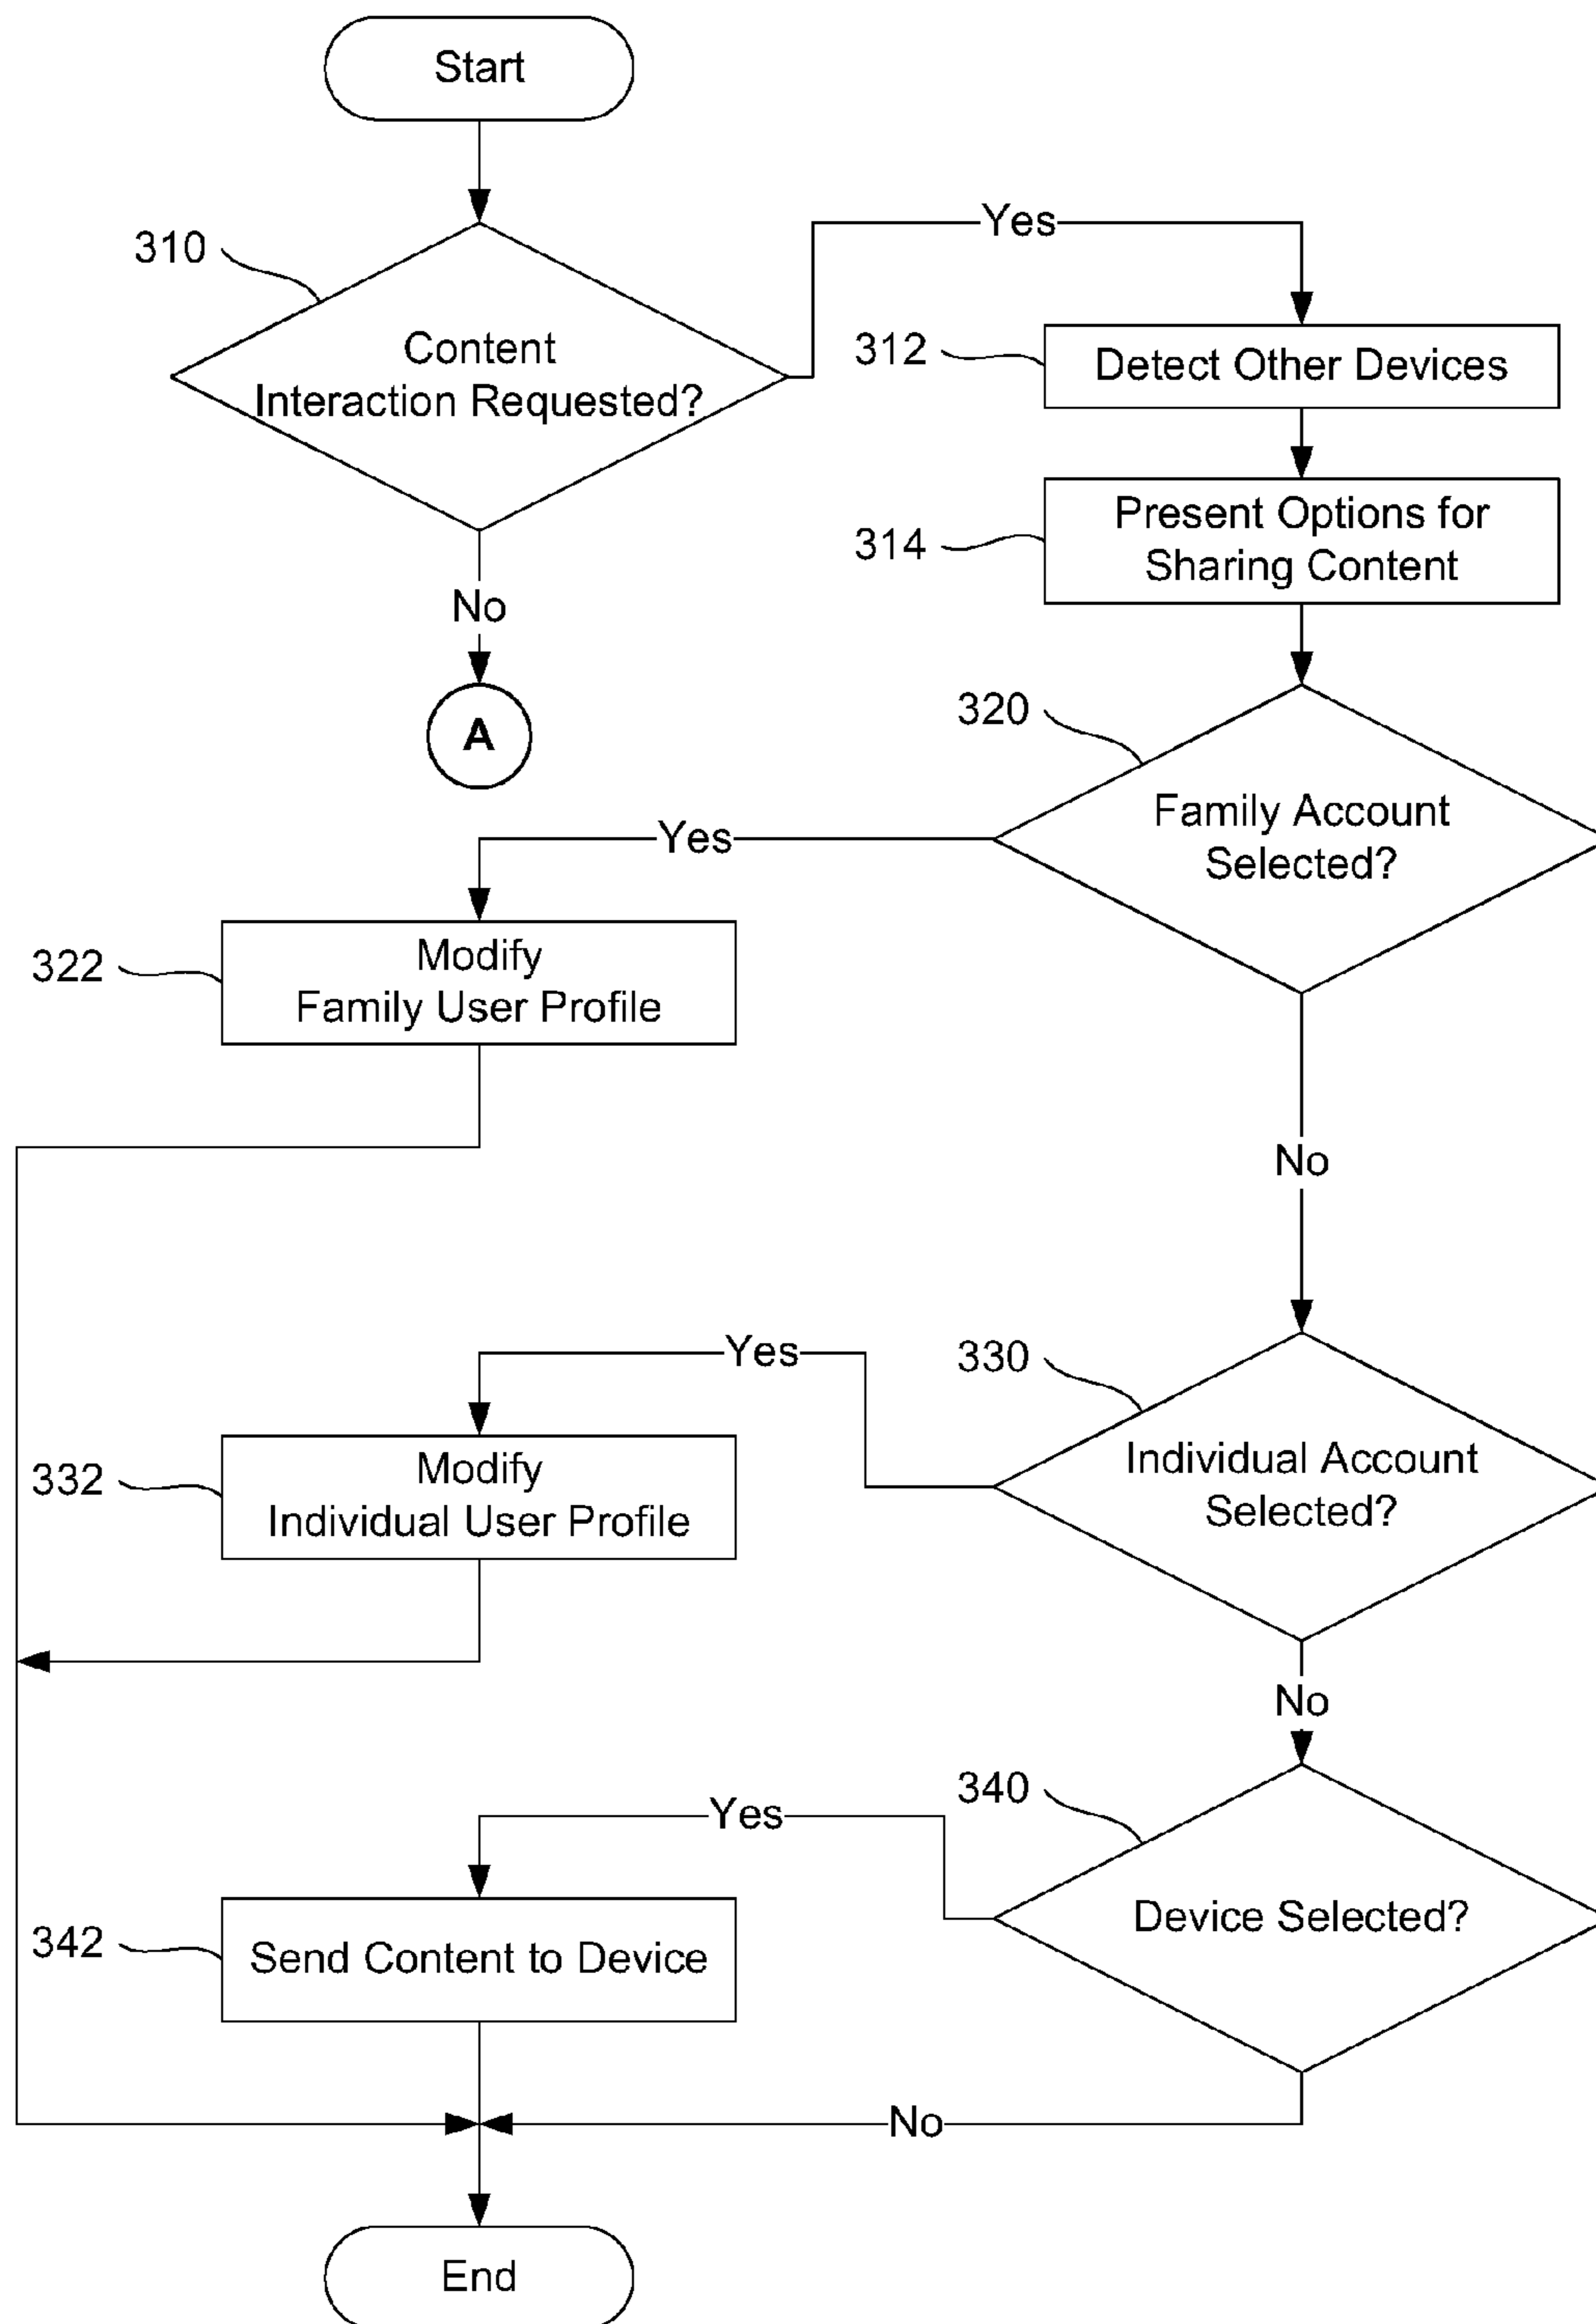 Start
310
Content
Interaction Requested?
Yes
312
Detect Other Devices
314
Present Options for
Sharing Content
No
A
320
Family Account
Selected?
Yes
322
Modify
Family User Profile
No
330
Individual Account
Selected?
Yes
332
Modify
Individual User Profile
No
340
Device Selected?
Yes
342
Send Content to Device
No
End